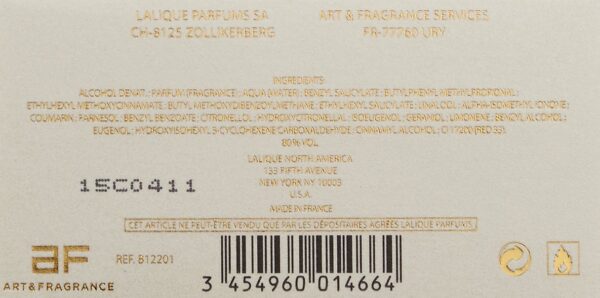 LALIQUE PARFUMS SA
CH-8125 ZOLLIKERBERG
ART & FRAGRANCE SERVICES
FR-77760 URY
INGREDIENTS:
ALCOHOL DENAT.; PARFUM (FRAGRANCE); AQUA (WATER); BENZYL SALICYLATE; BUTYLPHENYL METHYLPROPIONAL;
ETHYLHEXYL METHOXYCINNAMATE; BUTYL METHOXYDIBENZOYLMETHANE; ETHYLHEXYL SALICYLATE; LINALOOL; ALPHA-ISOMETHYL IONONE;
COUMARIN; FARNESOL; BENZYL BENZOATE; CITRONELLOL; HYDROXYCITRONELLAL; ISOEUGENOL; GERANIOL; LIMONENE; BENZYL ALCOHOL;
EUGENOL; HYDROXYISOHEXYL 3-CYCLOHEXENE CARBOXALDEHYDE; CINNAMYL ALCOHOL; CI 17200 (RED 33).
80% VOL
LALIQUE NORTH AMERICA
133 FIFTH AVENUE
NEW YORK NY 10003
U.S.A.
MADE IN FRANCE
15C0411
CET ARTICLE NE PEUT-ÊTRE VENDU QUE PAR LES DÉPOSITAIRES AGRÉÉS LALIQUE PARFUMS
aF
ART&FRAGRANCE
REF. B12201
3 454960 014664